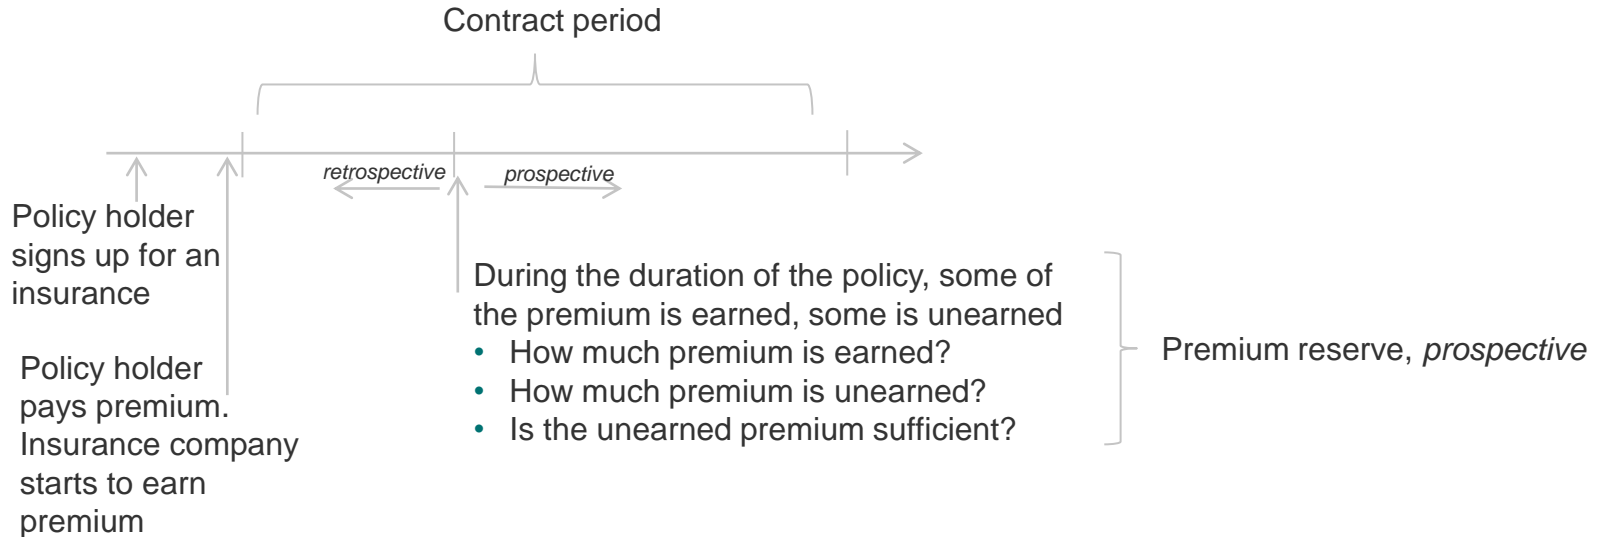 Contract period
retrospective
prospective
Policy holder
signs up for an
insurance
Policy holder
pays premium.
Insurance company
starts to earn
premium
During the duration of the policy, some of
the premium is earned, some is unearned
• How much premium is earned?
• How much premium is unearned?
• Is the unearned premium sufficient?
Premium reserve, prospective